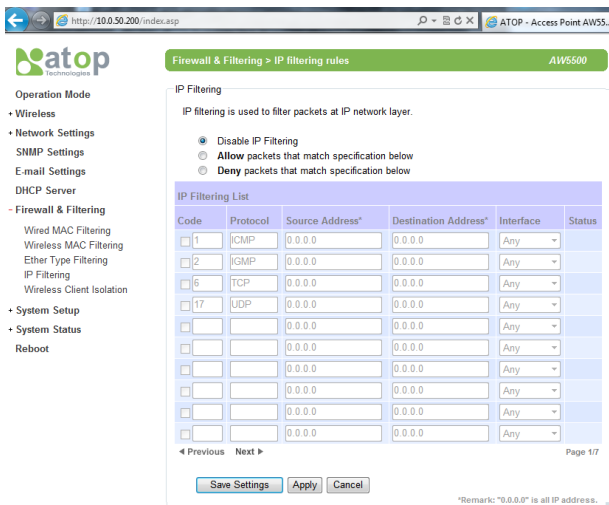 http://10.0.50.200/index.asp
ATOP - Access Point AW55...
atop
Technologies
Operation Mode
+ Wireless
+ Network Settings
SNMP Settings
E-mail Settings
DHCP Server
- Firewall & Filtering
Wired MAC Filtering
Wireless MAC Filtering
Ether Type Filtering
IP Filtering
Wireless Client Isolation
+ System Setup
+ System Status
Reboot
Firewall & Filtering > IP filtering rules AW5500
IP Filtering
IP filtering is used to filter packets at IP network layer.
Disable IP Filtering
Allow packets that match specification below
Deny packets that match specification below
IP Filtering List
Code Protocol Source Address* Destination Address* Interface Status
1 ICMP 0.0.0.0 0.0.0.0 Any
2 IGMP 0.0.0.0 0.0.0.0 Any
6 TCP 0.0.0.0 0.0.0.0 Any
17 UDP 0.0.0.0 0.0.0.0 Any
0.0.0.0 0.0.0.0 Any
0.0.0.0 0.0.0.0 Any
0.0.0.0 0.0.0.0 Any
0.0.0.0 0.0.0.0 Any
0.0.0.0 0.0.0.0 Any
0.0.0.0 0.0.0.0 Any
Previous Next Page 1/7
Save Settings Apply Cancel
*Remark: "0.0.0.0" is all IP address.